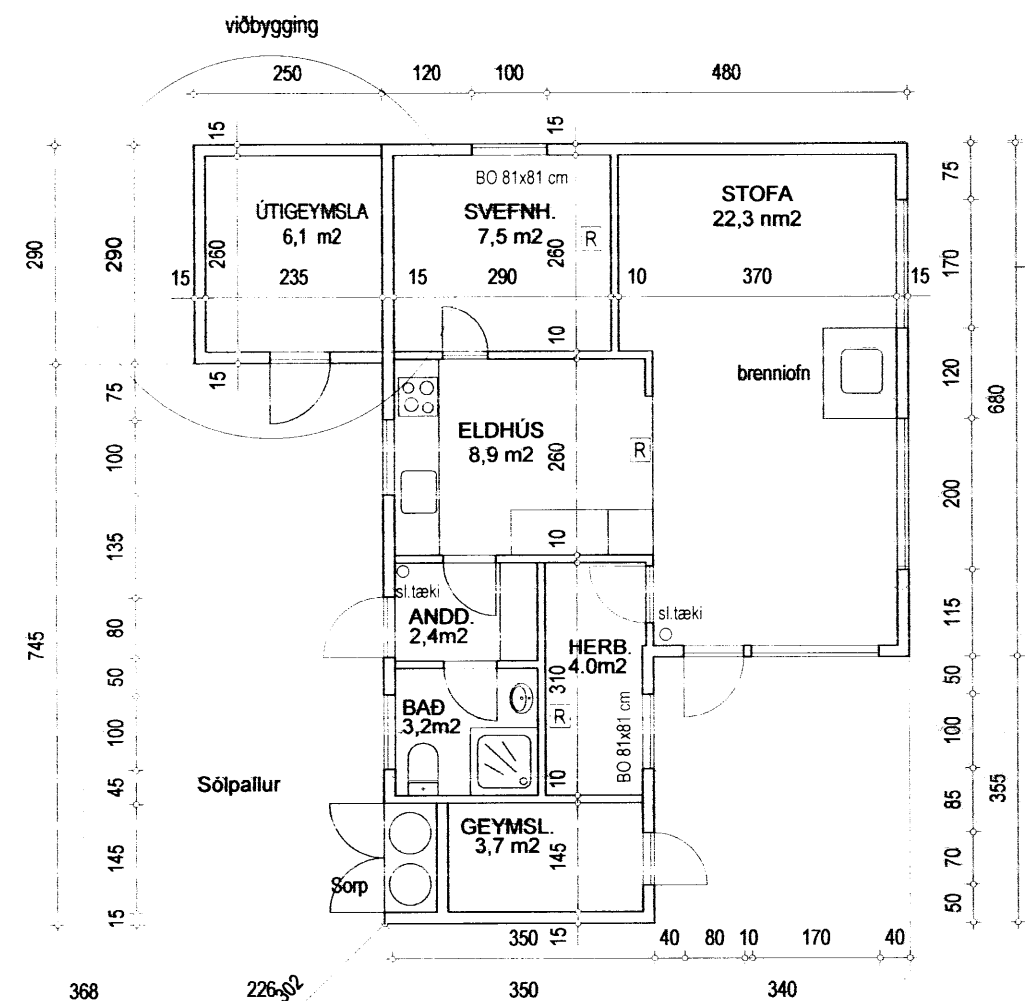 viðbygging
250 120 100 480
15 15
BO 81x81 cm
75
ÚTIGEYMSLA
6,1 m2
SVEFNH.
7,5 m2
STOFA
22,3 nm2
R
290 290 260 260 170
15 235 15 290 10 370 15
10
15
75
brenniofn
120
680
ELDHÚS
8,9 m2
100 260 R
200
135 10
sl.tæki
ANDD.
2,4m2
sl.tæki
115
80
745
HERB.
4.0m2
50 310 50
BAÐ
3,2m2
R
BO 81x81 cm
100 100
Sólpallur
45 10 85
355
GEYMSL.
3,7 m2
145 145 70
Sorp
15 50
350 15 40 80 10 170 40
368 226 302 350 340